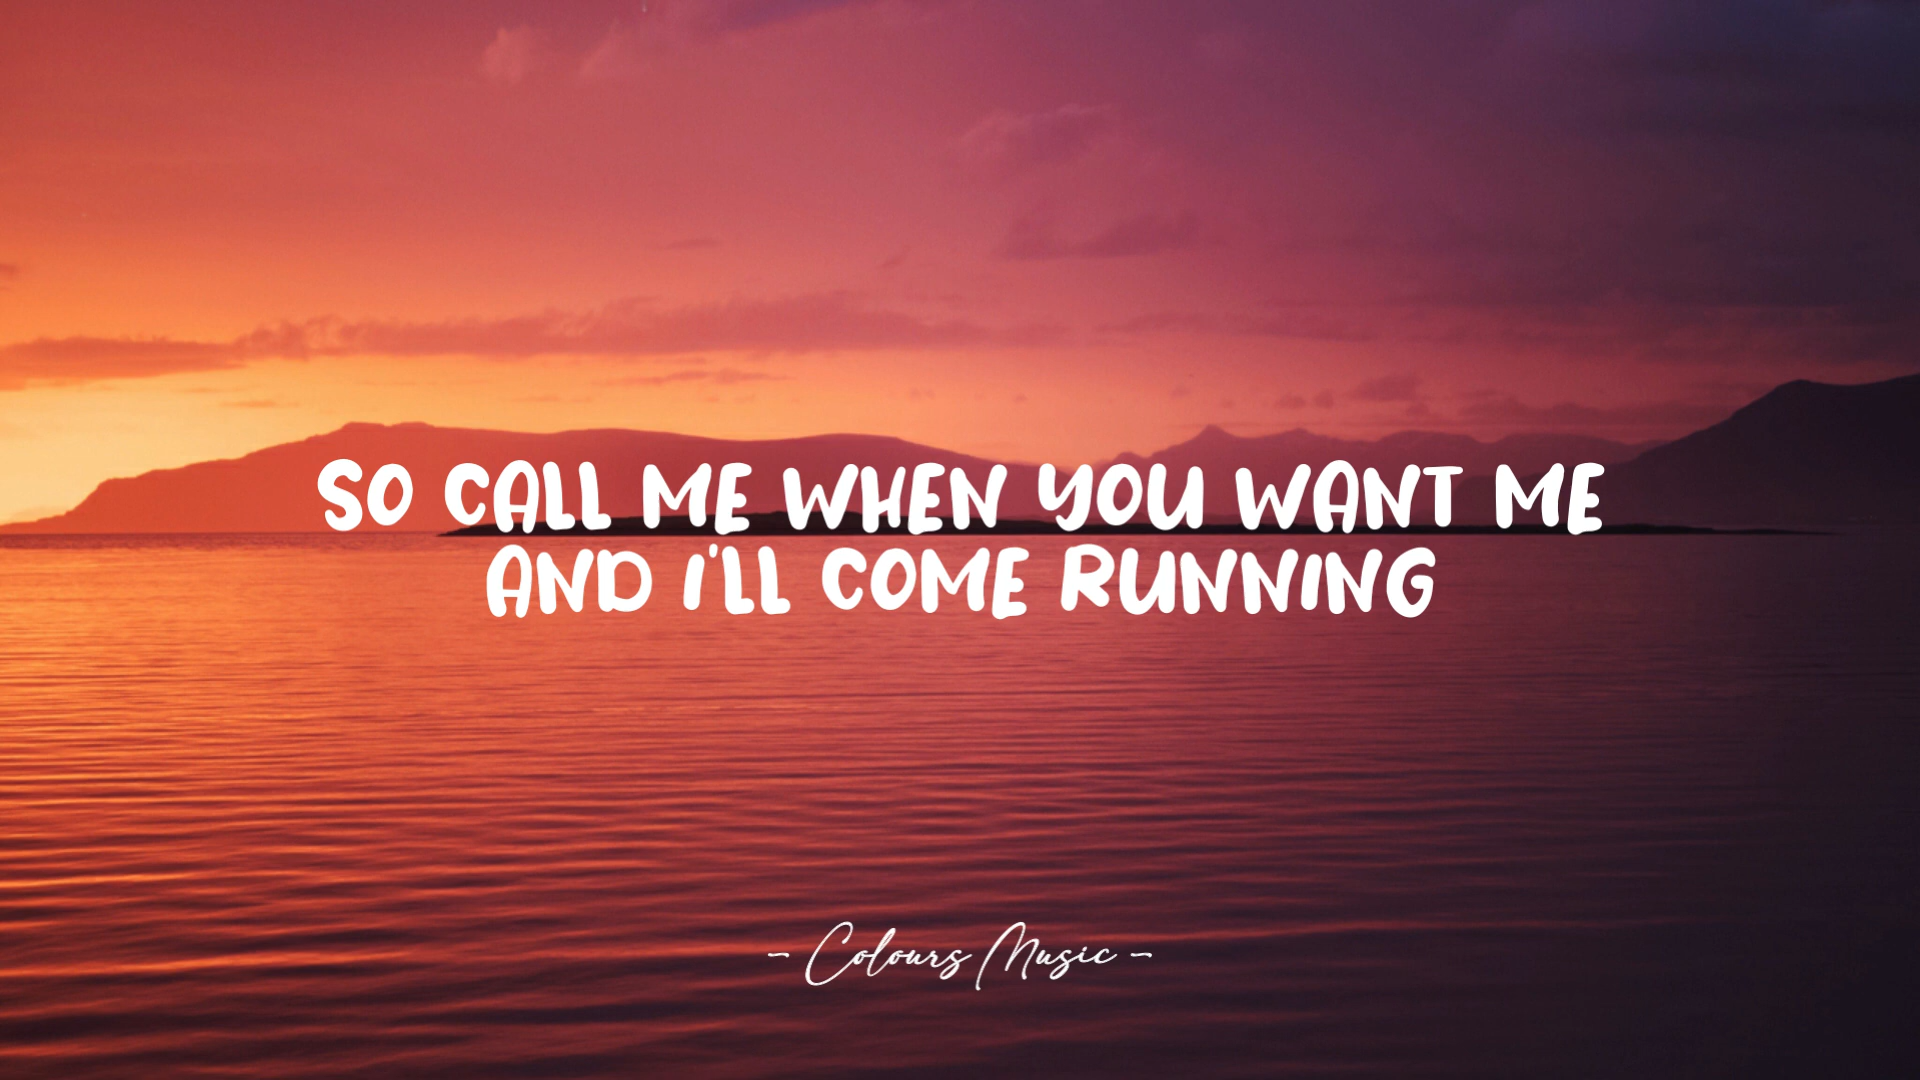 SO CALL ME WHEN YOU WANT ME
AND I'LL COME RUNNING
- Colours Music -